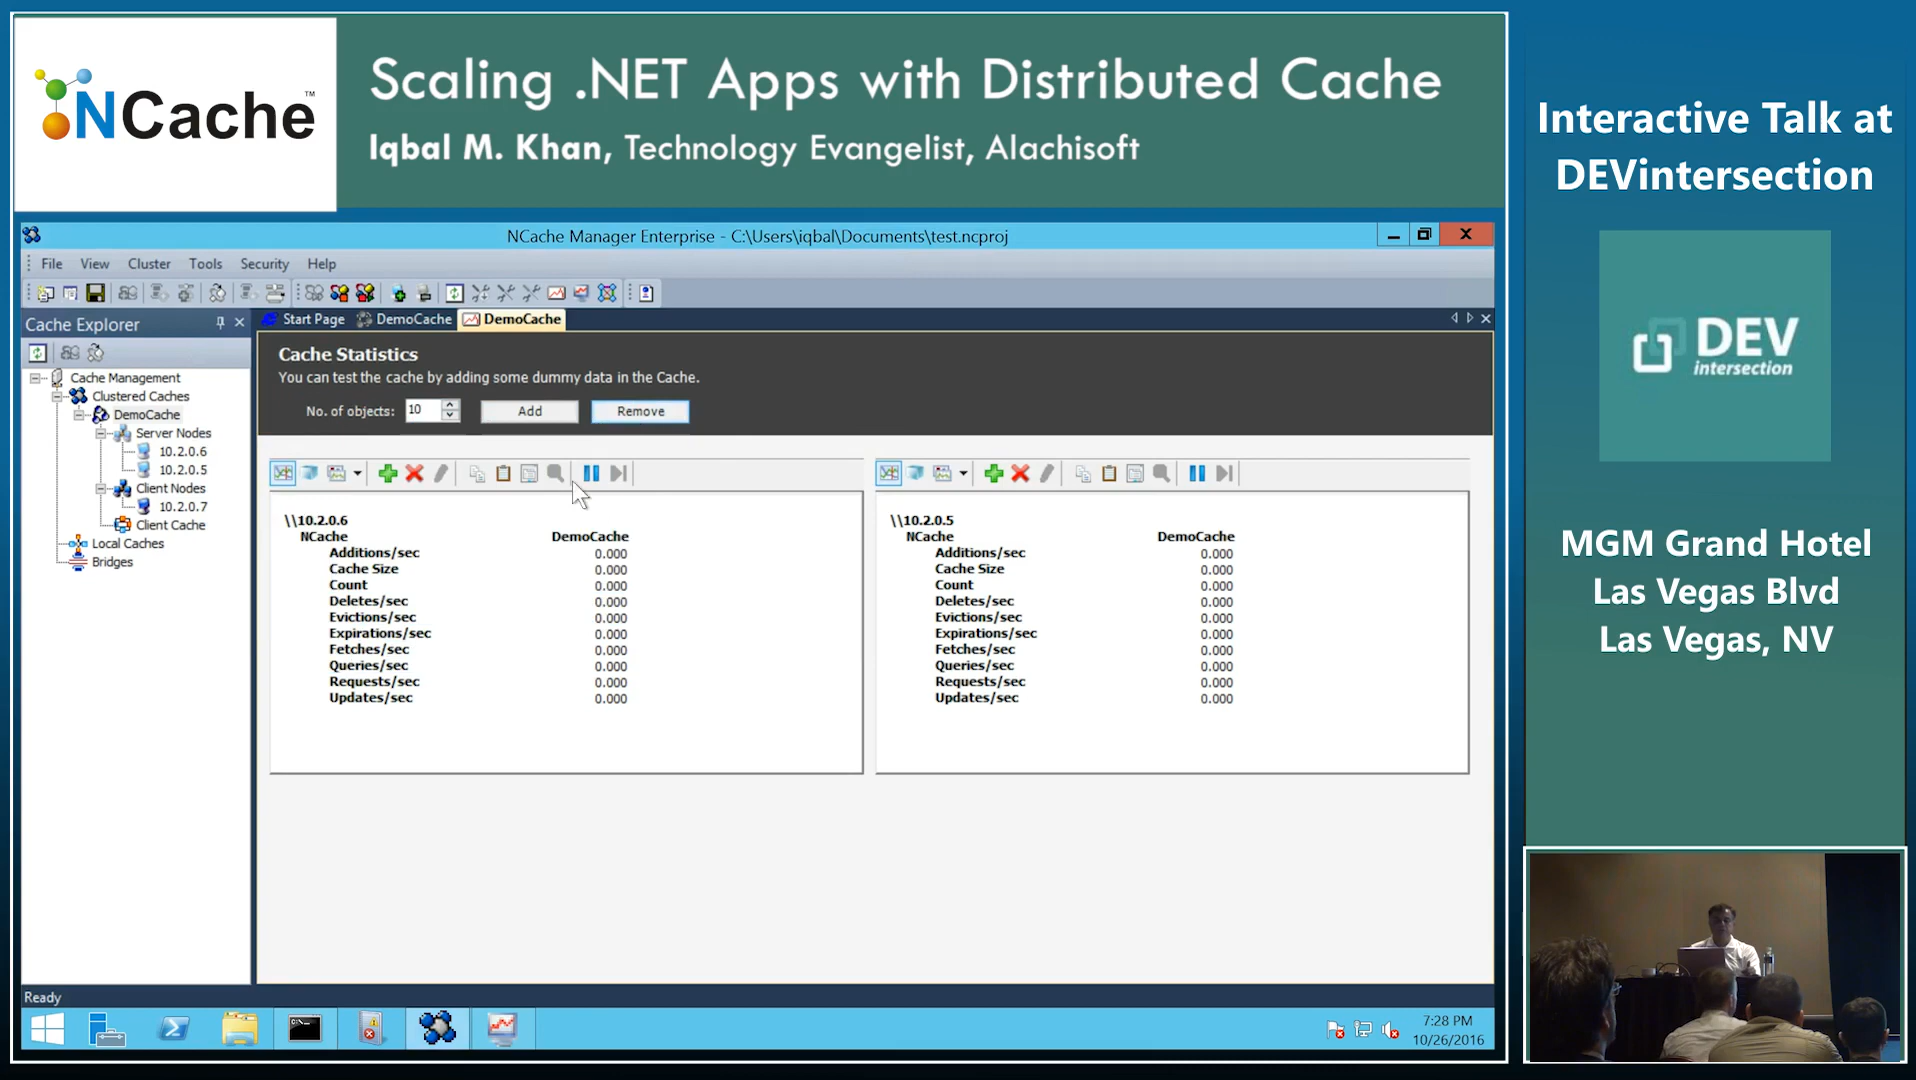 NCache™
Scaling .NET Apps with Distributed Cache
Iqbal M. Khan, Technology Evangelist, Alachisoft
Interactive Talk at
DEVintersection
DEV
intersection
MGM Grand Hotel
Las Vegas Blvd
Las Vegas, NV
NCache Manager Enterprise - C:\Users\iqbal\Documents\test.ncproj
File View Cluster Tools Security Help
Cache Explorer
Start Page DemoCache DemoCache
Cache Management
Clustered Caches
DemoCache
Server Nodes
10.2.0.6
10.2.0.5
Client Nodes
10.2.0.7
Client Cache
Local Caches
Bridges
Cache Statistics
You can test the cache by adding some dummy data in the Cache.
No. of objects: 10 Add Remove
\\10.2.0.6
NCache DemoCache
Additions/sec 0.000
Cache Size 0.000
Count 0.000
Deletes/sec 0.000
Evictions/sec 0.000
Expirations/sec 0.000
Fetches/sec 0.000
Queries/sec 0.000
Requests/sec 0.000
Updates/sec 0.000
\\10.2.0.5
NCache DemoCache
Additions/sec 0.000
Cache Size 0.000
Count 0.000
Deletes/sec 0.000
Evictions/sec 0.000
Expirations/sec 0.000
Fetches/sec 0.000
Queries/sec 0.000
Requests/sec 0.000
Updates/sec 0.000
Ready
7:28 PM
10/26/2016